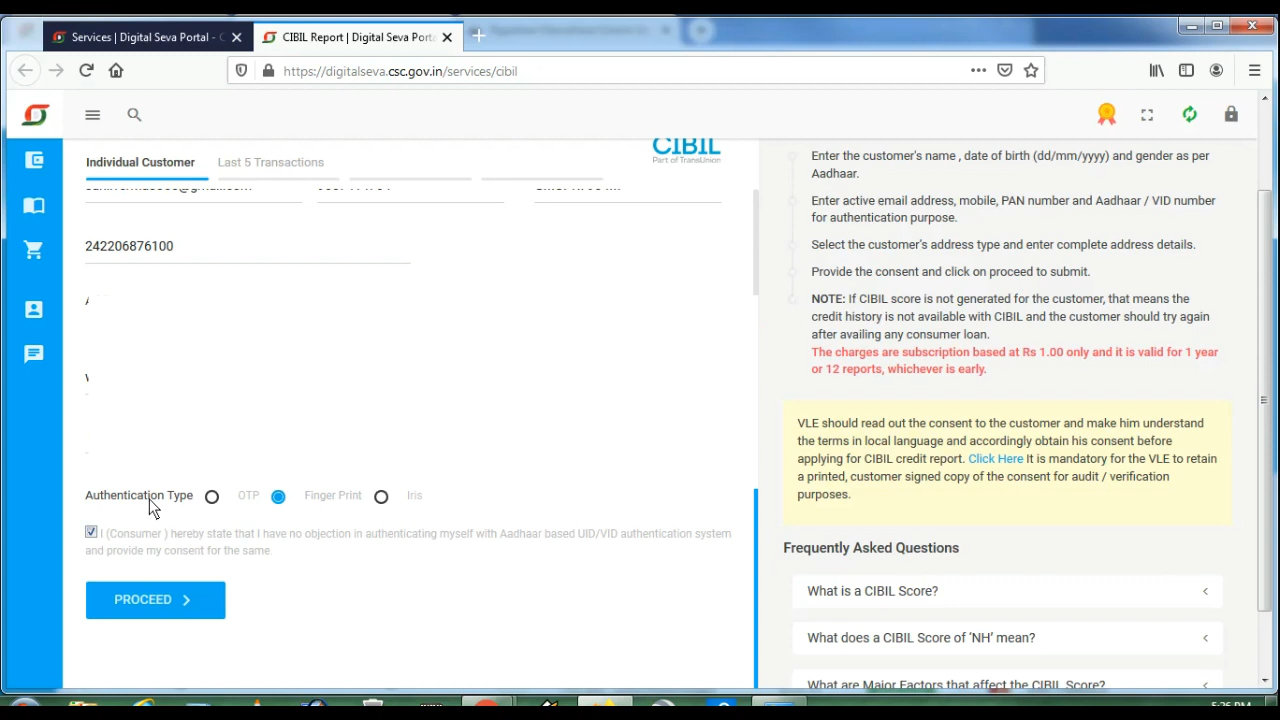 Services | Digital Seva Portal - C
CIBIL Report | Digital Seva Porta
https://digitalseva.csc.gov.in/services/cibil
Individual Customer
Last 5 Transactions
CIBIL
Part of TransUnion
242206876100
Authentication Type
OTP
Finger Print
Iris
I (Consumer ) hereby state that I have no objection in authenticating myself with Aadhaar based UID/VID authentication system
and provide my consent for the same.
PROCEED
Enter the customer's name , date of birth (dd/mm/yyyy) and gender as per
Aadhaar.
Enter active email address, mobile, PAN number and Aadhaar / VID number
for authentication purpose.
Select the customer's address type and enter complete address details.
Provide the consent and click on proceed to submit.
NOTE: If CIBIL score is not generated for the customer, that means the
credit history is not available with CIBIL and the customer should try again
after availing any consumer loan.
The charges are subscription based at Rs 1.00 only and it is valid for 1 year
or 12 reports, whichever is early.
VLE should read out the consent to the customer and make him understand
the terms in local language and accordingly obtain his consent before
applying for CIBIL credit report. Click Here It is mandatory for the VLE to retain
a printed, customer signed copy of the consent for audit / verification
purposes.
Frequently Asked Questions
What is a CIBIL Score?
What does a CIBIL Score of ‘NH’ mean?
What are Major Factors that affect the CIBIL Score?